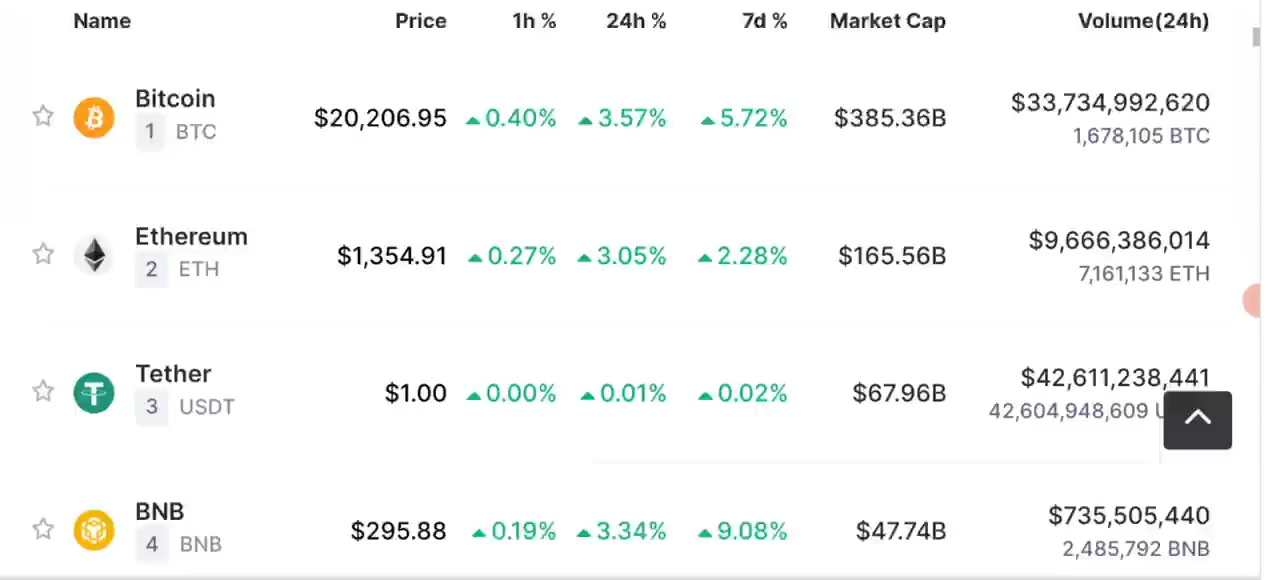 Name Price 1h % 24h % 7d % Market Cap Volume(24h)
Bitcoin
1 BTC
$20,206.95 0.40% 3.57% 5.72% $385.36B
$33,734,992,620
1,678,105 BTC
Ethereum
2 ETH
$1,354.91 0.27% 3.05% 2.28% $165.56B
$9,666,386,014
7,161,133 ETH
Tether
3 USDT
$1.00 0.00% 0.01% 0.02% $67.96B
$42,611,238,441
42,604,948,609
BNB
4 BNB
$295.88 0.19% 3.34% 9.08% $47.74B
$735,505,440
2,485,792 BNB